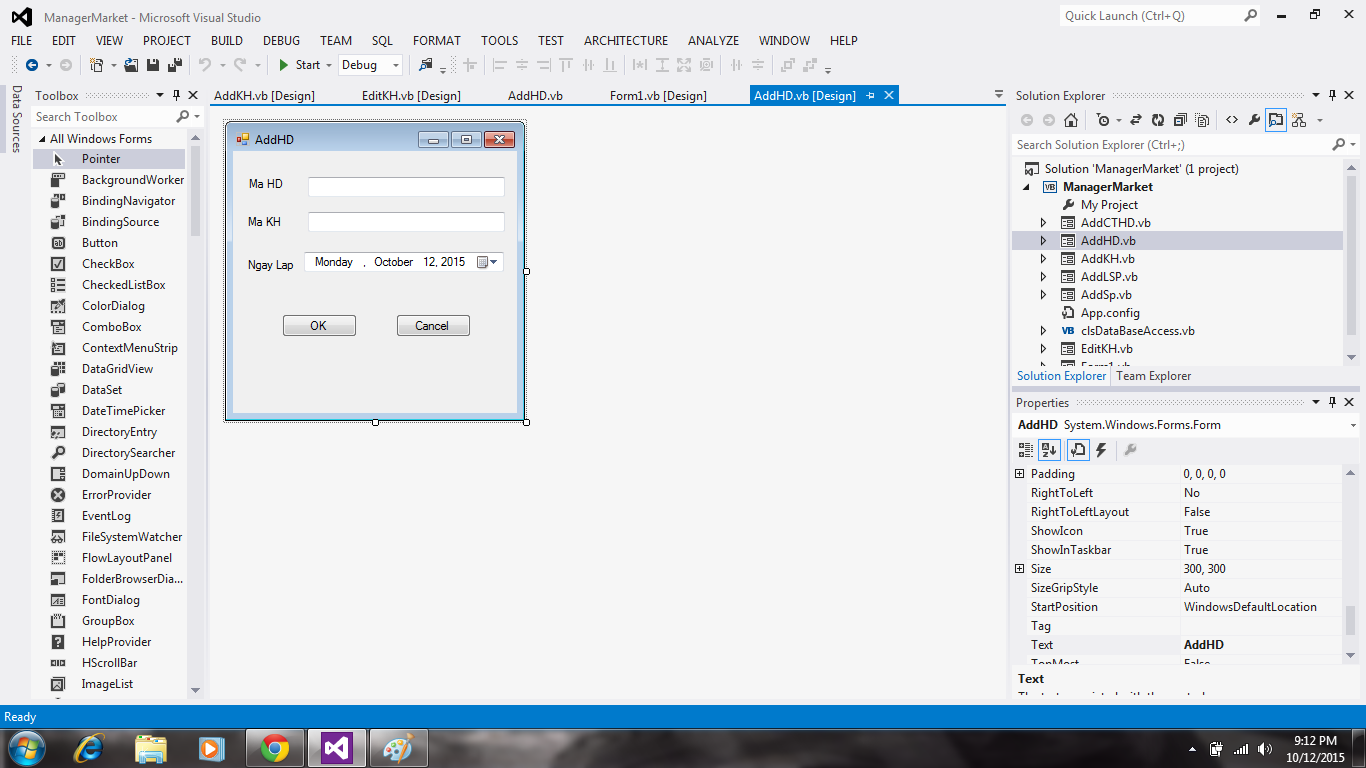 ManagerMarket - Microsoft Visual Studio
Quick Launch (Ctrl+Q)
FILE EDIT VIEW PROJECT BUILD DEBUG TEAM SQL FORMAT TOOLS TEST ARCHITECTURE ANALYZE WINDOW HELP
Start Debug
Data Sources
Toolbox
Search Toolbox
All Windows Forms
Pointer
BackgroundWorker
BindingNavigator
BindingSource
Button
CheckBox
CheckedListBox
ColorDialog
ComboBox
ContextMenuStrip
DataGridView
DataSet
DateTimePicker
DirectoryEntry
DirectorySearcher
DomainUpDown
ErrorProvider
EventLog
FileSystemWatcher
FlowLayoutPanel
FolderBrowserDia...
FontDialog
GroupBox
HelpProvider
HScrollBar
ImageList
AddKH.vb [Design] EditKH.vb [Design] AddHD.vb Form1.vb [Design] AddHD.vb [Design]
AddHD
Ma HD
Ma KH
Ngay Lap Monday , October 12, 2015
OK Cancel
Solution Explorer
Search Solution Explorer (Ctrl+;)
Solution 'ManagerMarket' (1 project)
VB ManagerMarket
My Project
AddCTHD.vb
AddHD.vb
AddKH.vb
AddLSP.vb
AddSp.vb
App.config
VB clsDataBaseAccess.vb
EditKH.vb
Form1.vb
Solution Explorer Team Explorer
Properties
AddHD System.Windows.Forms.Form
Padding 0, 0, 0, 0
RightToLeft No
RightToLeftLayout False
ShowIcon True
ShowInTaskbar True
Size 300, 300
SizeGripStyle Auto
StartPosition WindowsDefaultLocation
Tag
Text AddHD
TopMost False
Text
Ready
9:12 PM
10/12/2015